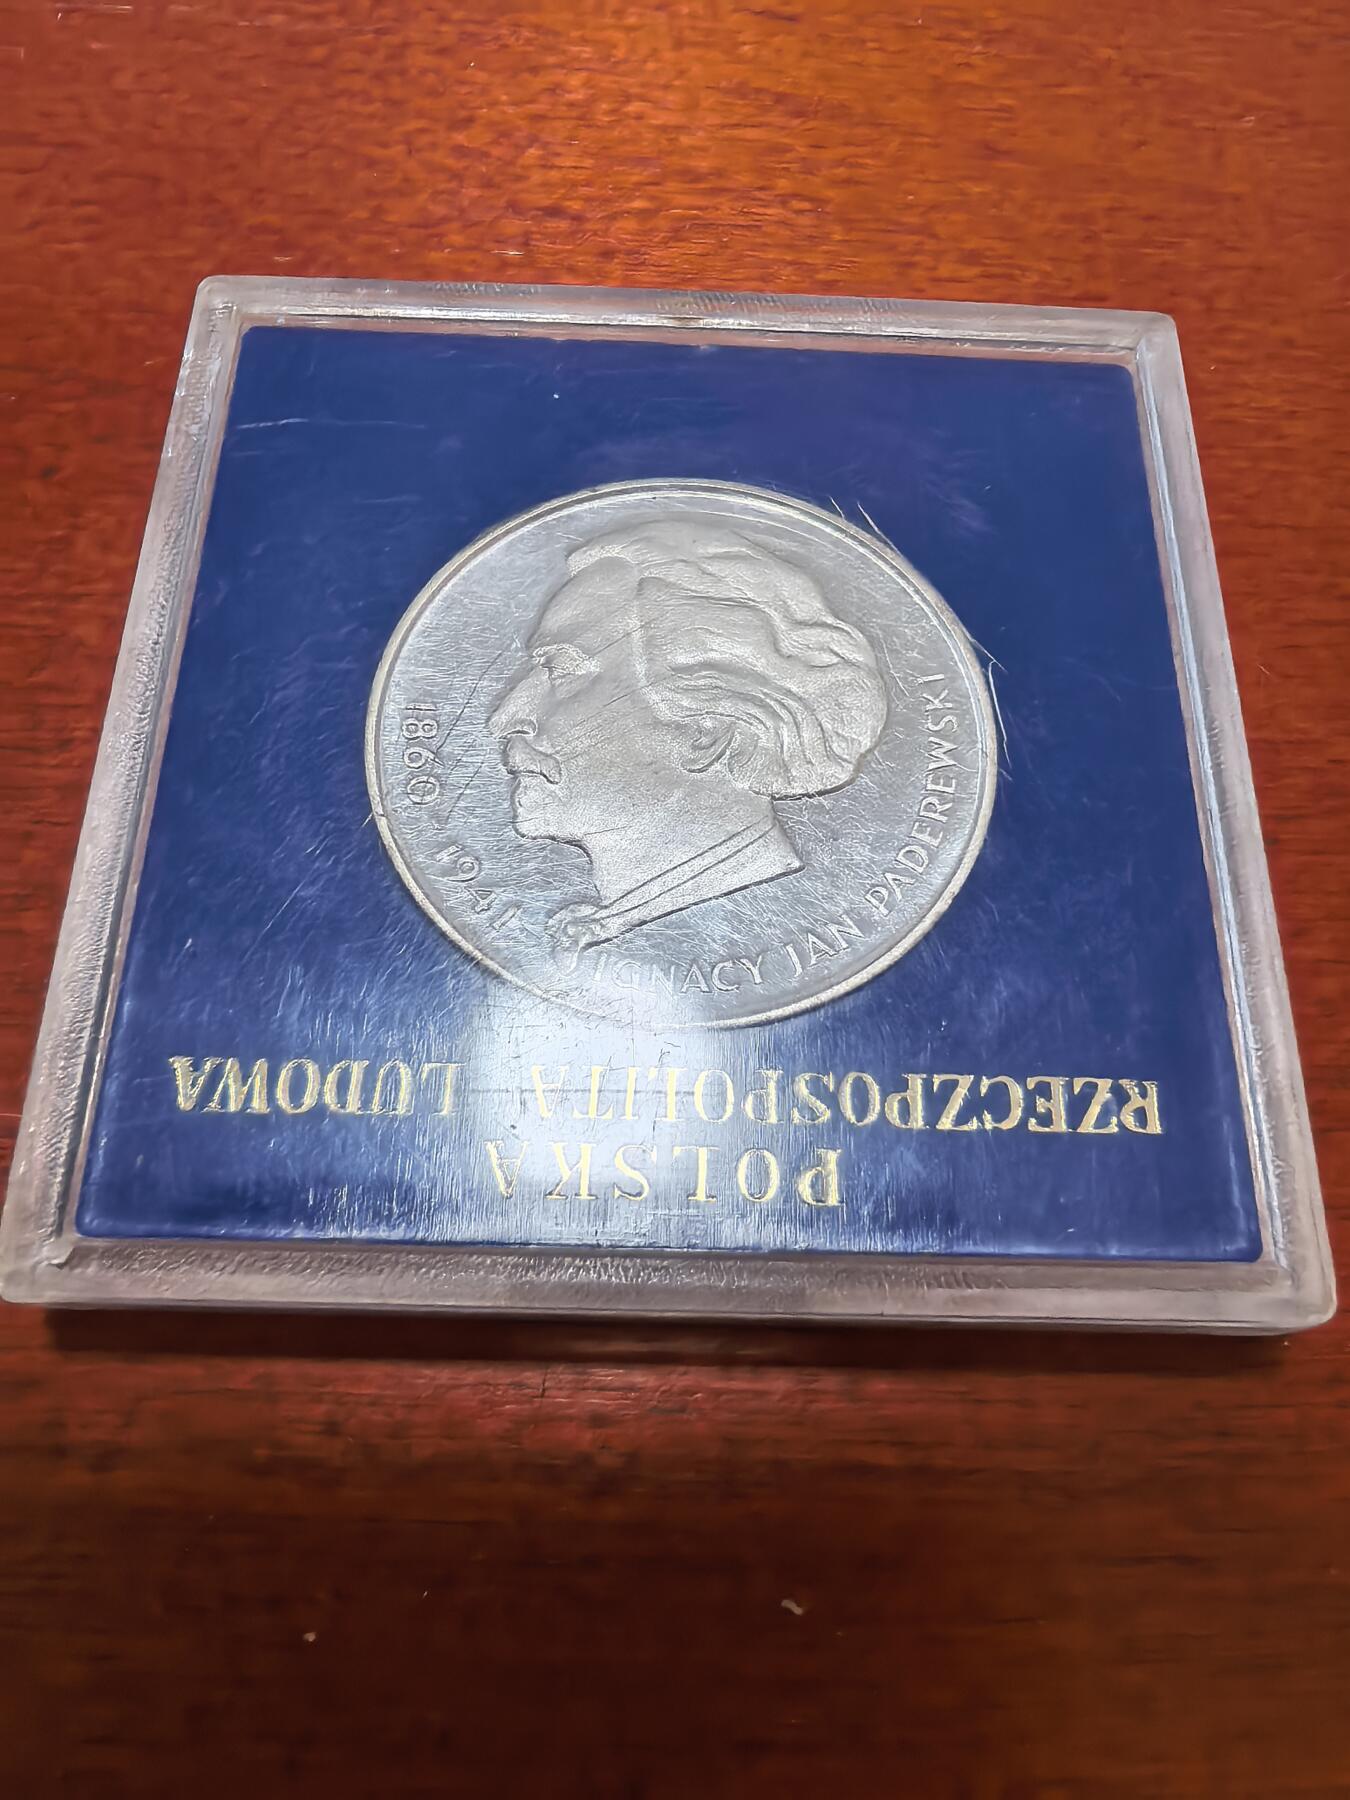 1860-1941
IGNACY JAN PADEREWSKI
POLSKA
RZECZPOSPOLITA LUDOWA